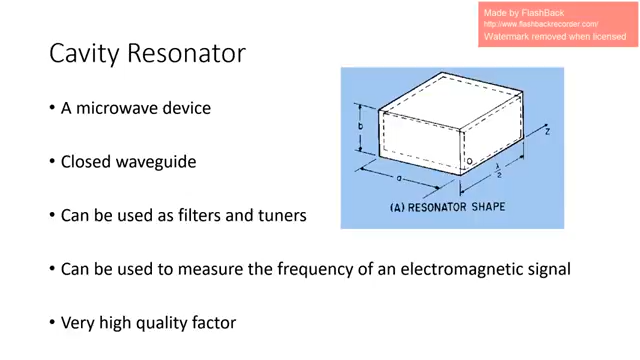 Made by FlashBack
http://www.flashbackrecorder.com/
Watermark removed when licensed
Cavity Resonator
• A microwave device
• Closed waveguide
• Can be used as filters and tuners
• Can be used to measure the frequency of an electromagnetic signal
• Very high quality factor
b
a
λ/2
O
Z
(A) RESONATOR SHAPE